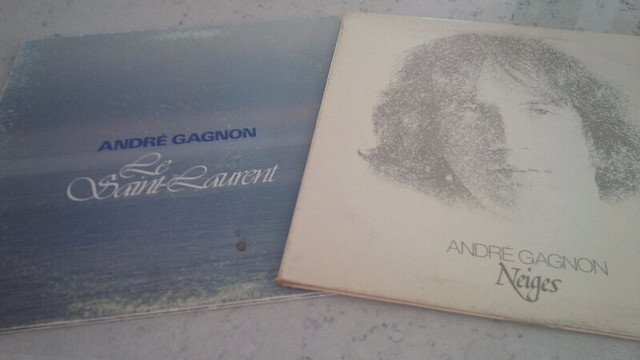 ANDRÉ GAGNON
Le
Saint-Laurent
ANDRÉ GAGNON
Neiges